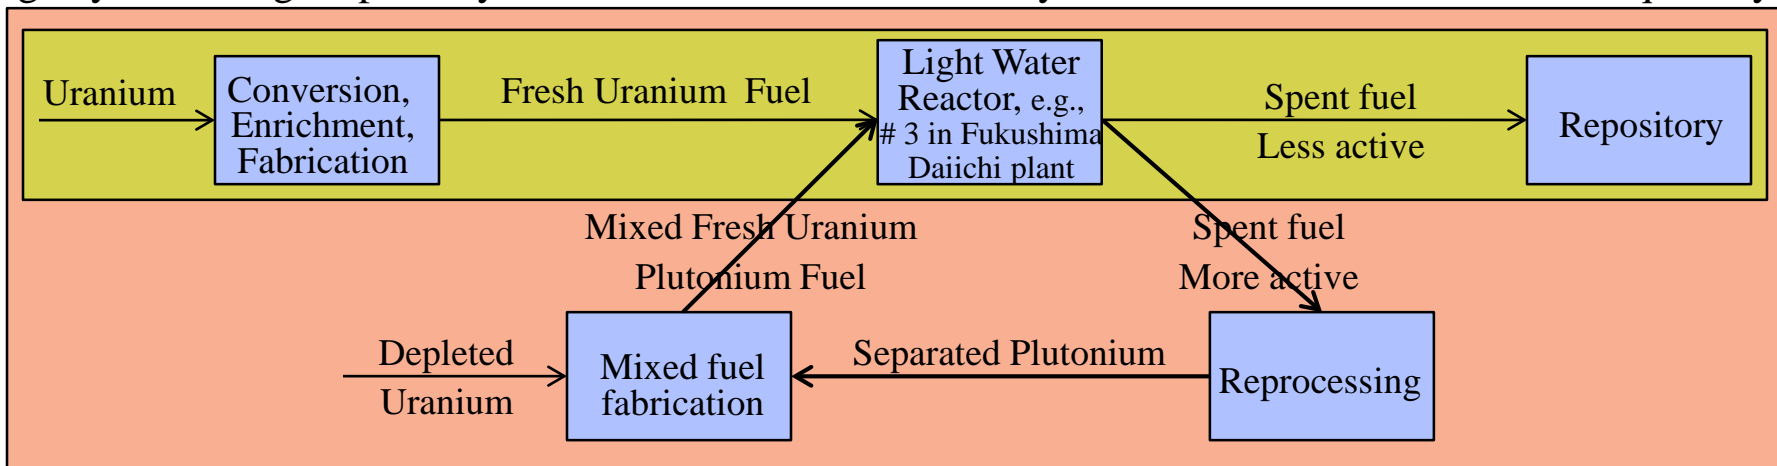 Uranium
Conversion,
Enrichment,
Fabrication
Fresh Uranium Fuel
Light Water
Reactor, e.g.,
# 3 in Fukushima
Daiichi plant
Spent fuel
Less active
Repository
Mixed Fresh Uranium
Plutonium Fuel
Spent fuel
More active
Depleted
Uranium
Mixed fuel
fabrication
Separated Plutonium
Reprocessing